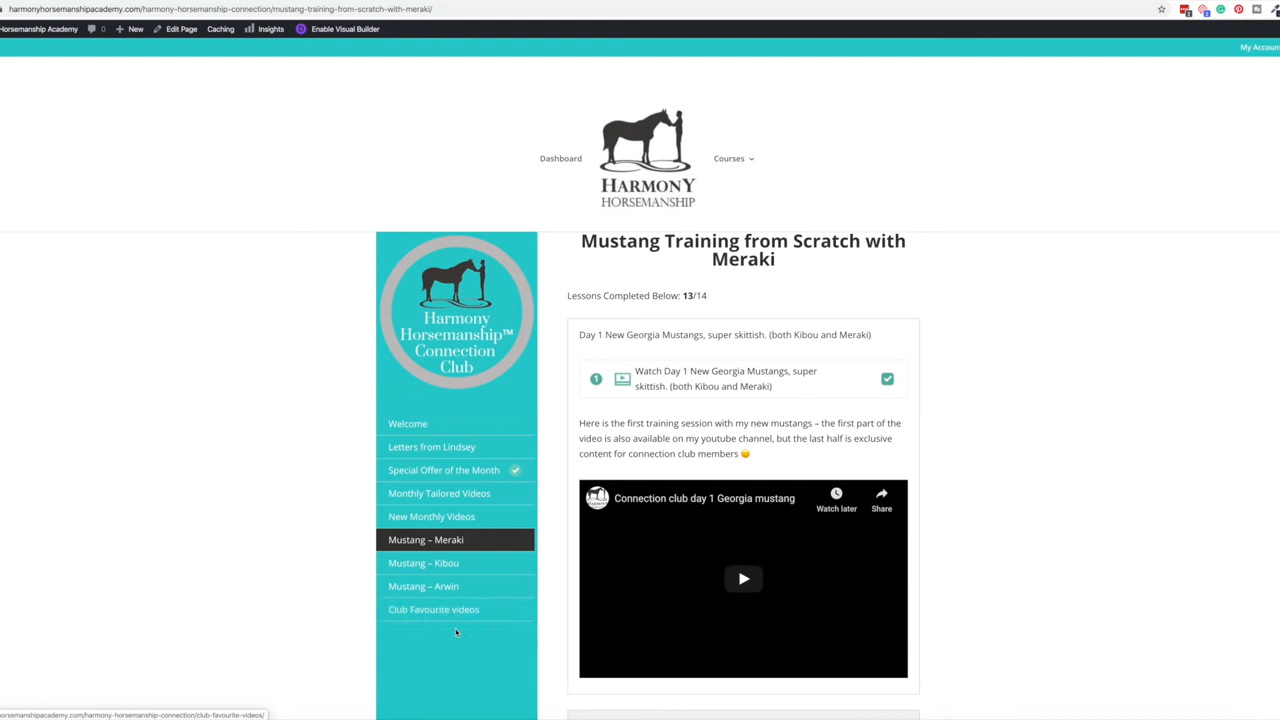 harmonyhorsemanshipacademy.com/harmony-horsemanship-connection/mustang-training-from-scratch-with-meraki/
Horsemanship Academy 0 New Edit Page Caching Insights D Enable Visual Builder
My Accoun
Dashboard
Courses
HARMONY
HORSEMANSHIP
Harmony
Horsemanship™
Connection
Club
Welcome
Letters from Lindsey
Special Offer of the Month
Monthly Tailored Videos
New Monthly Videos
Mustang – Meraki
Mustang – Kibou
Mustang – Arwin
Club Favourite videos
Mustang Training from Scratch with
Meraki
Lessons Completed Below: 13/14
Day 1 New Georgia Mustangs, super skittish. (both Kibou and Meraki)
1 Watch Day 1 New Georgia Mustangs, super
skittish. (both Kibou and Meraki)
Here is the first training session with my new mustangs – the first part of the
video is also available on my youtube channel, but the last half is exclusive
content for connection club members
Connection club day 1 Georgia mustang
Watch later
Share
horsemanshipacademy.com/harmony-horsemanship-connection/club-favourite-videos/